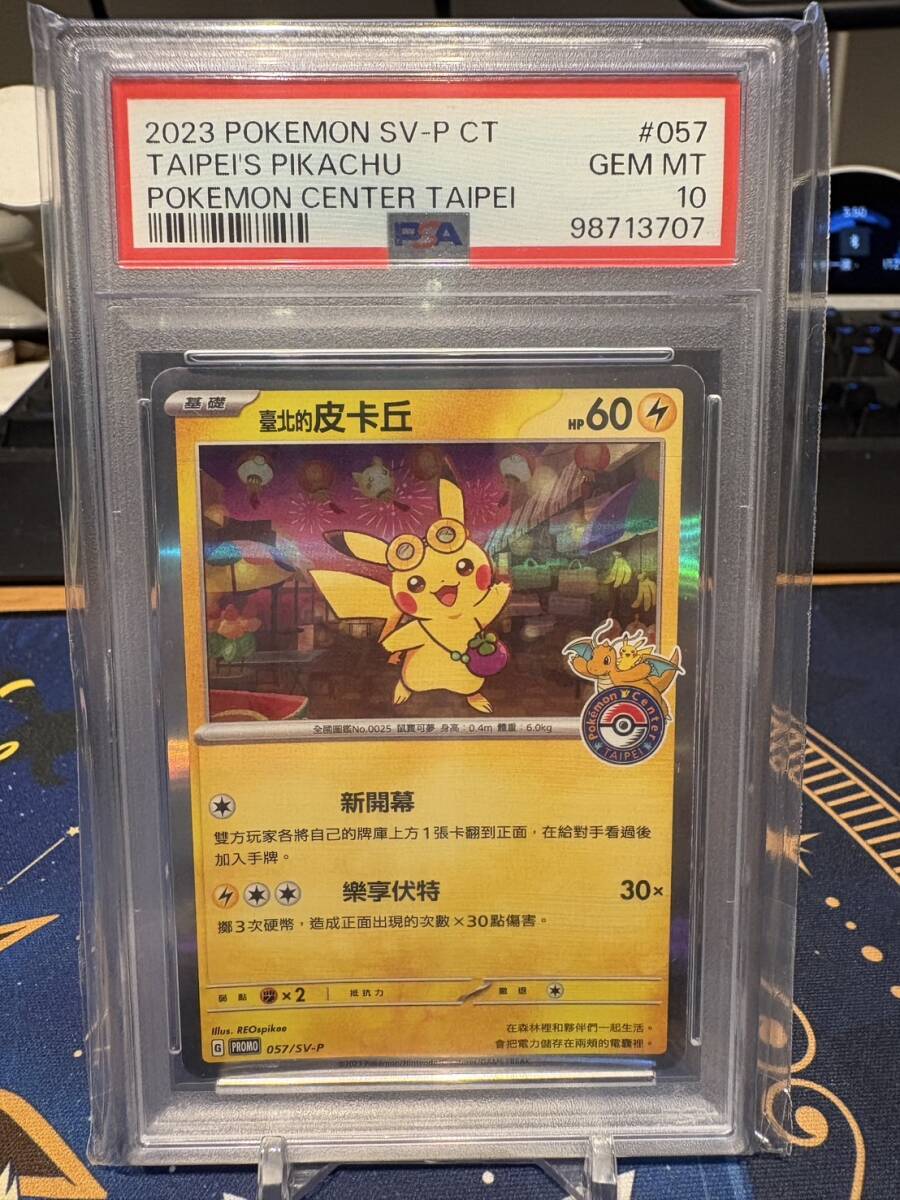 2023 POKEMON SV-P CT #057
TAIPEI'S PIKACHU GEM MT
POKEMON CENTER TAIPEI 10
PSA 98713707
基礎 臺北的皮卡丘 HP60
全國圖鑑No.0025 鼠寶可夢 身高：0.4m 體重：6.0kg
Pokémon Center
TAIPEI
新開幕
雙方玩家各將自己的牌庫上方1張卡翻到正面，在給對手看過後
加入手牌。
樂享伏特 30×
擲3次硬幣，造成正面出現的次數×30點傷害。
弱點 ×2 抵抗力 撤退
Illus. REOspikee
在森林裡和夥伴們一起生活。
G PROMO 057/SV-P
會把電力儲存在兩頰的電囊裡。